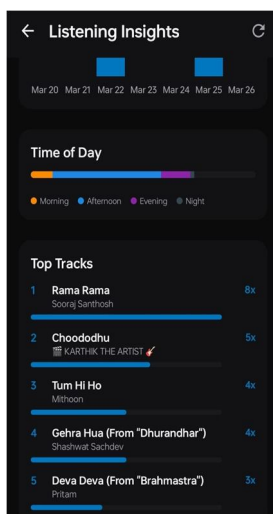 Listening Insights
Mar 20 Mar 21 Mar 22 Mar 23 Mar 24 Mar 25 Mar 26
Time of Day
Morning Afternoon Evening Night
Top Tracks
1 Rama Rama 8x
Sooraj Santhosh
2 Choododhu 5x
🎬 KARTHIK THE ARTIST 🎸
3 Tum Hi Ho 4x
Mithoon
4 Gehra Hua (From "Dhurandhar") 4x
Shashwat Sachdev
5 Deva Deva (From "Brahmastra") 3x
Pritam